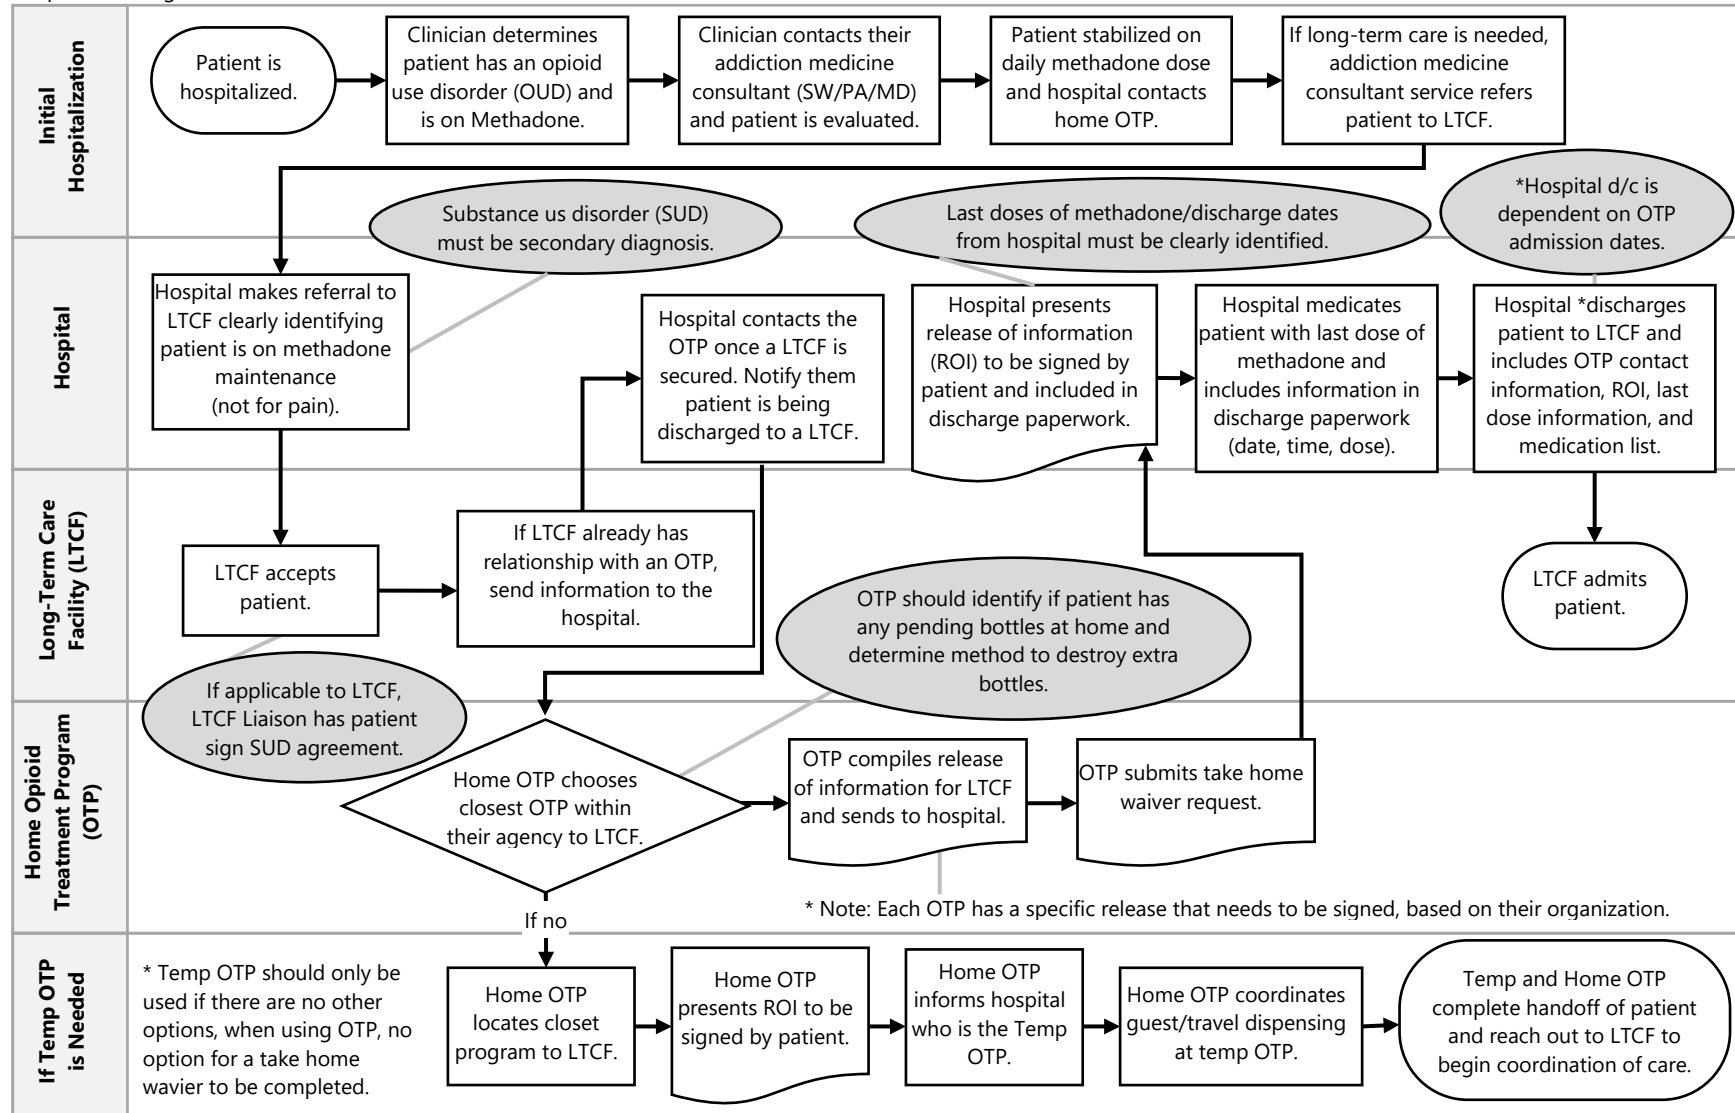 Initial
Hospitalization
Patient is
hospitalized.
Clinician determines
patient has an opioid
use disorder (OUD) and
is on Methadone.
Clinician contacts their
addiction medicine
consultant (SW/PA/MD)
and patient is evaluated.
Patient stabilized on
daily methadone dose
and hospital contacts
home OTP.
If long-term care is needed,
addiction medicine
consultant service refers
patient to LTCF.
Substance us disorder (SUD)
must be secondary diagnosis.
Last doses of methadone/discharge dates
from hospital must be clearly identified.
*Hospital d/c is
dependent on OTP
admission dates.
Hospital
Hospital makes referral to
LTCF clearly identifying
patient is on methadone
maintenance
(not for pain).
Hospital contacts the
OTP once a LTCF is
secured. Notify them
patient is being
discharged to a LTCF.
Hospital presents
release of information
(ROI) to be signed by
patient and included in
discharge paperwork.
Hospital medicates
patient with last dose of
methadone and
includes information in
discharge paperwork
(date, time, dose).
Hospital *discharges
patient to LTCF and
includes OTP contact
information, ROI, last
dose information, and
medication list.
Long-Term Care
Facility (LTCF)
LTCF accepts
patient.
If LTCF already has
relationship with an OTP,
send information to the
hospital.
OTP should identify if patient has
any pending bottles at home and
determine method to destroy extra
bottles.
LTCF admits
patient.
If applicable to LTCF,
LTCF Liaison has patient
sign SUD agreement.
Home Opioid
Treatment Program
(OTP)
Home OTP chooses
closest OTP within
their agency to LTCF.
OTP compiles release
of information for LTCF
and sends to hospital.
OTP submits take home
waiver request.
* Note: Each OTP has a specific release that needs to be signed, based on their organization.
If no
If Temp OTP
is Needed
* Temp OTP should only be
used if there are no other
options, when using OTP, no
option for a take home
wavier to be completed.
Home OTP
locates closet
program to LTCF.
Home OTP
presents ROI to be
signed by patient.
Home OTP
informs hospital
who is the Temp
OTP.
Home OTP coordinates
guest/travel dispensing
at temp OTP.
Temp and Home OTP
complete handoff of patient
and reach out to LTCF to
begin coordination of care.